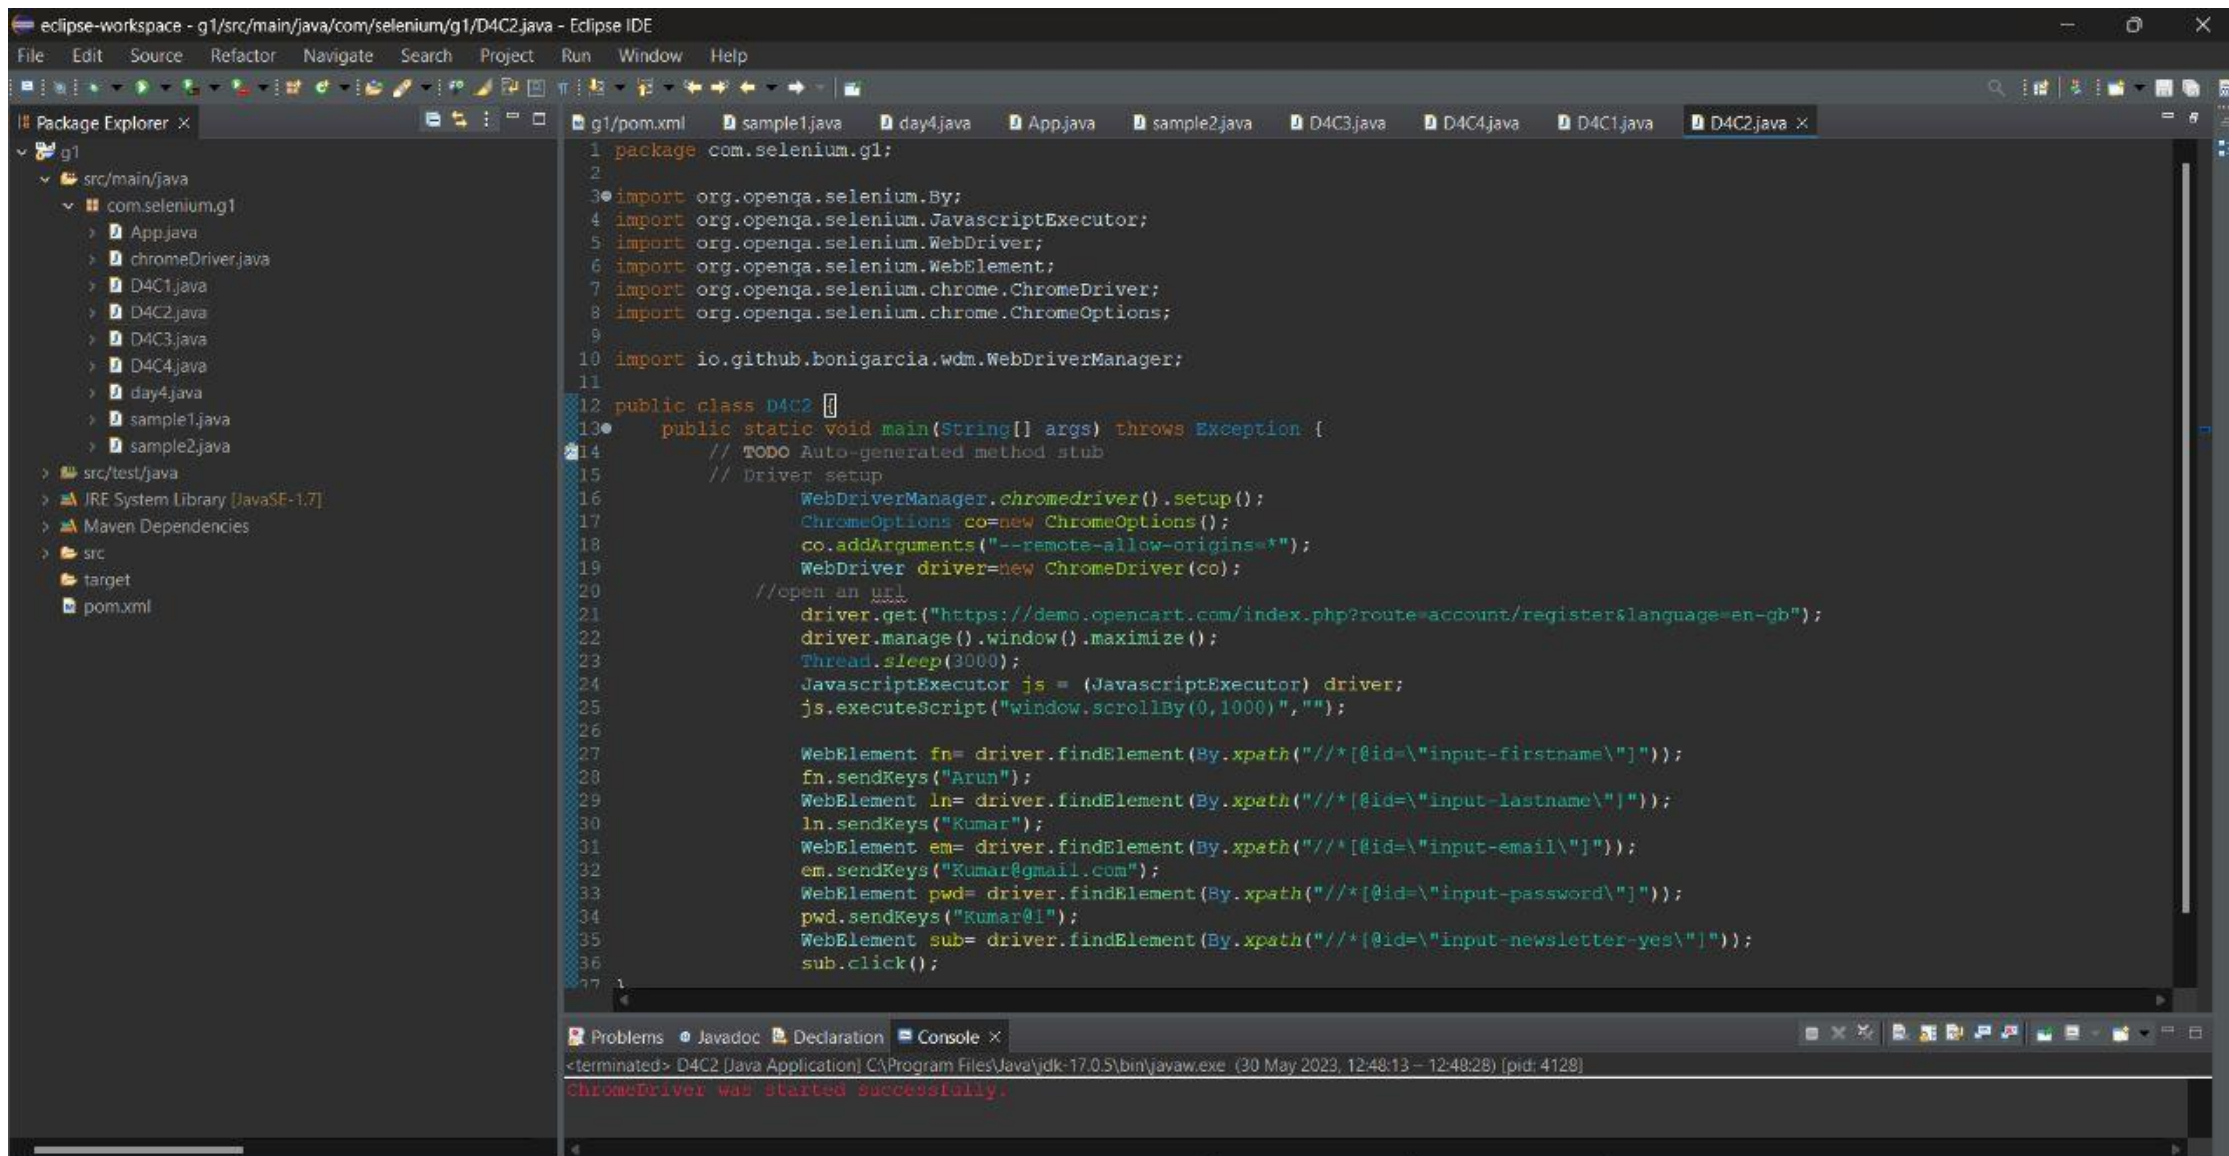 eclipse-workspace - g1/src/main/java/com/selenium/g1/D4C2.java - Eclipse IDE
File Edit Source Refactor Navigate Search Project Run Window Help
Package Explorer ×
g1
src/main/java
com.selenium.g1
App.java
chromeDriver.java
D4C1.java
D4C2.java
D4C3.java
D4C4.java
day4.java
sample1.java
sample2.java
src/test/java
JRE System Library [JavaSE-1.7]
Maven Dependencies
src
target
pom.xml
g1/pom.xml sample1.java day4.java App.java sample2.java D4C3.java D4C4.java D4C1.java D4C2.java ×
1 package com.selenium.g1;
2
3 import org.openqa.selenium.By;
4 import org.openqa.selenium.JavascriptExecutor;
5 import org.openqa.selenium.WebDriver;
6 import org.openqa.selenium.WebElement;
7 import org.openqa.selenium.chrome.ChromeDriver;
8 import org.openqa.selenium.chrome.ChromeOptions;
9
10 import io.github.bonigarcia.wdm.WebDriverManager;
11
12 public class D4C2 {
13 public static void main(String[] args) throws Exception {
14 // TODO Auto-generated method stub
15 // Driver setup
16 WebDriverManager.chromedriver().setup();
17 ChromeOptions co=new ChromeOptions();
18 co.addArguments("--remote-allow-origins=*");
19 WebDriver driver=new ChromeDriver(co);
20 //open an url
21 driver.get("https://demo.opencart.com/index.php?route=account/register&language=en-gb");
22 driver.manage().window().maximize();
23 Thread.sleep(3000);
24 JavascriptExecutor js = (JavascriptExecutor) driver;
25 js.executeScript("window.scrollBy(0,1000)","");
26
27 WebElement fn= driver.findElement(By.xpath("//*[@id=\"input-firstname\"]"));
28 fn.sendKeys("Arun");
29 WebElement ln= driver.findElement(By.xpath("//*[@id=\"input-lastname\"]"));
30 ln.sendKeys("Kumar");
31 WebElement em= driver.findElement(By.xpath("//*[@id=\"input-email\"]"));
32 em.sendKeys("Kumar@gmail.com");
33 WebElement pwd= driver.findElement(By.xpath("//*[@id=\"input-password\"]"));
34 pwd.sendKeys("Kumar@1");
35 WebElement sub= driver.findElement(By.xpath("//*[@id=\"input-newsletter-yes\"]"));
36 sub.click();
37 }
Problems Javadoc Declaration Console ×
<terminated> D4C2 [Java Application] C:\Program Files\Java\jdk-17.0.5\bin\javaw.exe (30 May 2023, 12:48:13 – 12:48:28) [pid: 4128]
ChromeDriver was started successfully.